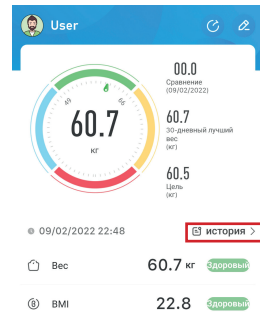 User
00.0
Сравнение
(09/02/2022)
49
66
60.7
кг
60.7
30-дневный лучший
вес
(кг)
60.5
Цель
(кг)
09/02/2022 22:48
история >
Вес 60.7 кг Здоровый
BMI 22.8 Здоровый